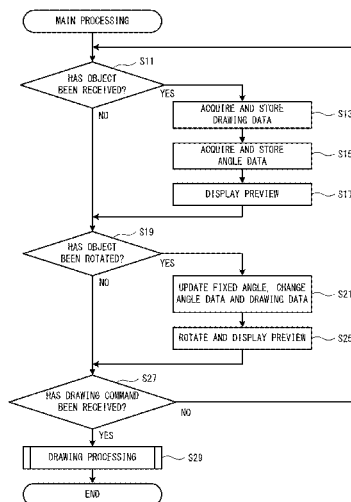 MAIN PROCESSING
S11
HAS OBJECT
BEEN RECEIVED?
YES
NO
ACQUIRE AND STORE
DRAWING DATA
S13
ACQUIRE AND STORE
ANGLE DATA
S15
DISPLAY PREVIEW
S17
S19
HAS OBJECT
BEEN ROTATED?
YES
NO
UPDATE FIXED ANGLE, CHANGE
ANGLE DATA AND DRAWING DATA
S21
ROTATE AND DISPLAY PREVIEW
S25
S27
HAS DRAWING COMMAND
BEEN RECEIVED?
NO
YES
DRAWING PROCESSING
S29
END